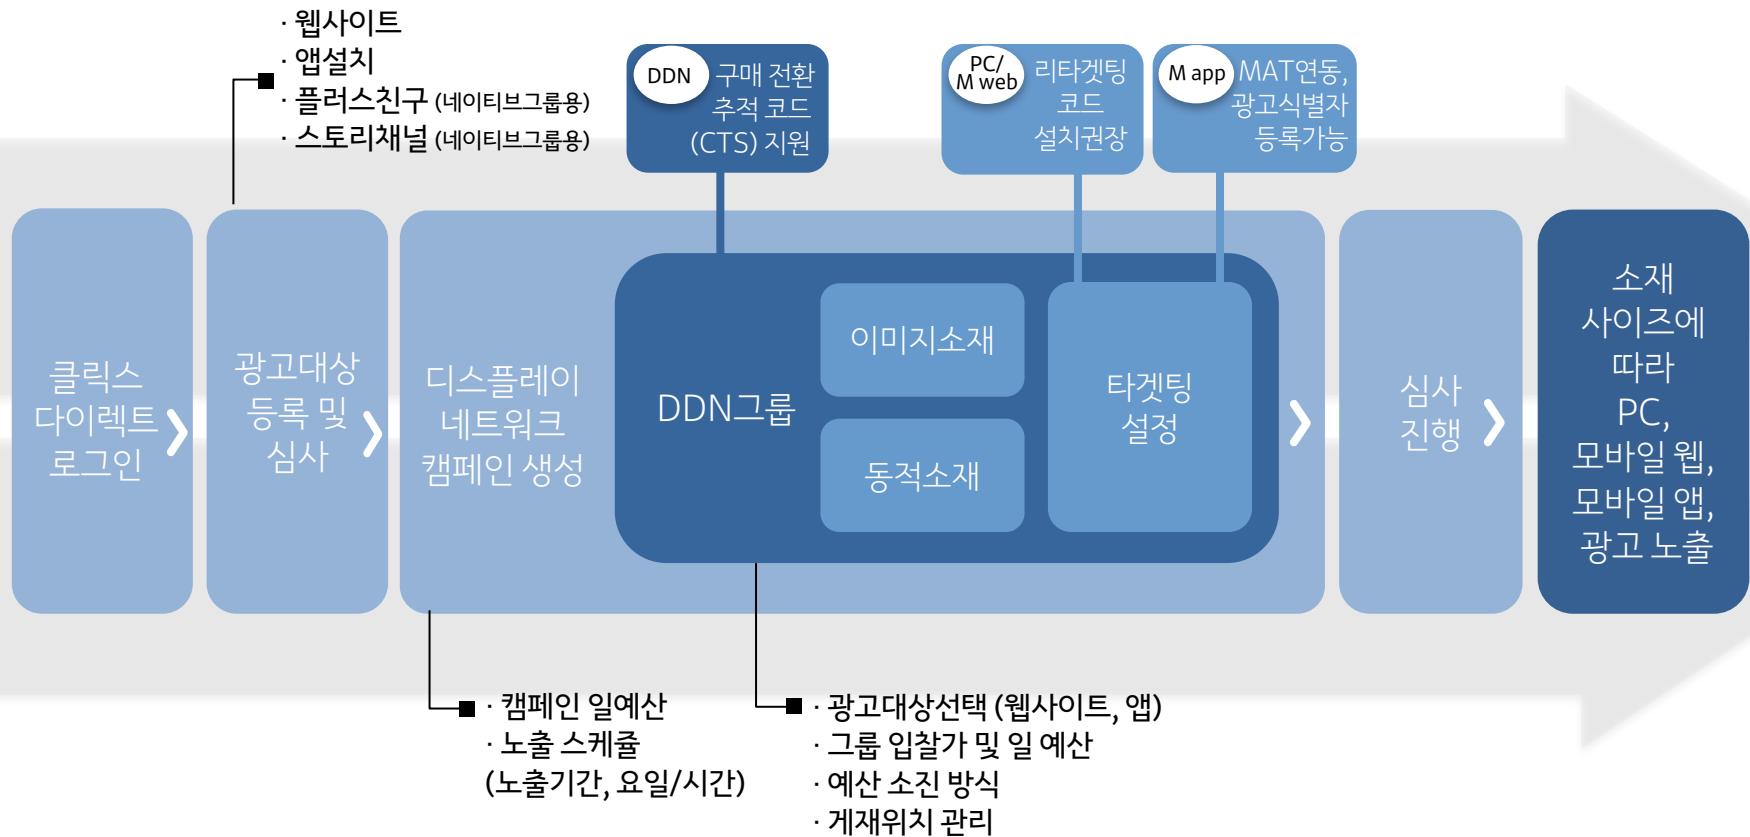 · 웹사이트
· 앱설치
· 플러스친구 (네이티브그룹용)
· 스토리채널 (네이티브그룹용)
DDN
구매 전환
추적 코드
(CTS) 지원
PC/
M web
리타겟팅
코드
설치권장
M app
MAT연동,
광고식별자
등록가능
클릭스
다이렉트
로그인
광고대상
등록 및
심사
디스플레이
네트워크
캠페인 생성
DDN그룹
이미지소재
동적소재
타겟팅
설정
심사
진행
소재
사이즈에
따라
PC,
모바일 웹,
모바일 앱,
광고 노출
· 캠페인 일예산
· 노출 스케쥴
(노출기간, 요일/시간)
· 광고대상선택 (웹사이트, 앱)
· 그룹 입찰가 및 일 예산
· 예산 소진 방식
· 게재위치 관리